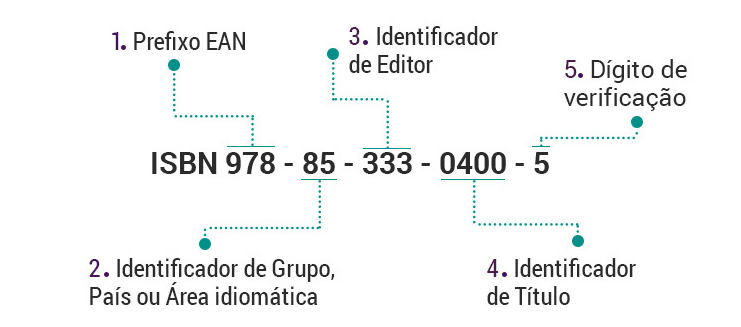 1. Prefixo EAN
3. Identificador
de Editor
5. Dígito de
verificação
ISBN 978 - 85 - 333 - 0400 - 5
2. Identificador de Grupo,
País ou Área idiomática
4. Identificador
de Título